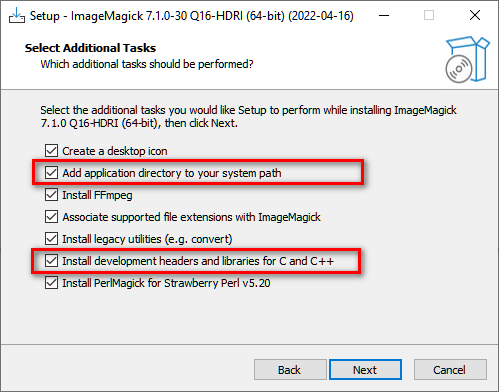 Setup - ImageMagick 7.1.0-30 Q16-HDRI (64-bit) (2022-04-16)
Select Additional Tasks
Which additional tasks should be performed?
Select the additional tasks you would like Setup to perform while installing ImageMagick
7.1.0 Q16-HDRI (64-bit), then click Next.
Create a desktop icon
Add application directory to your system path
Install FFmpeg
Associate supported file extensions with ImageMagick
Install legacy utilities (e.g. convert)
Install development headers and libraries for C and C++
Install PerlMagick for Strawberry Perl v5.20
Back
Next
Cancel